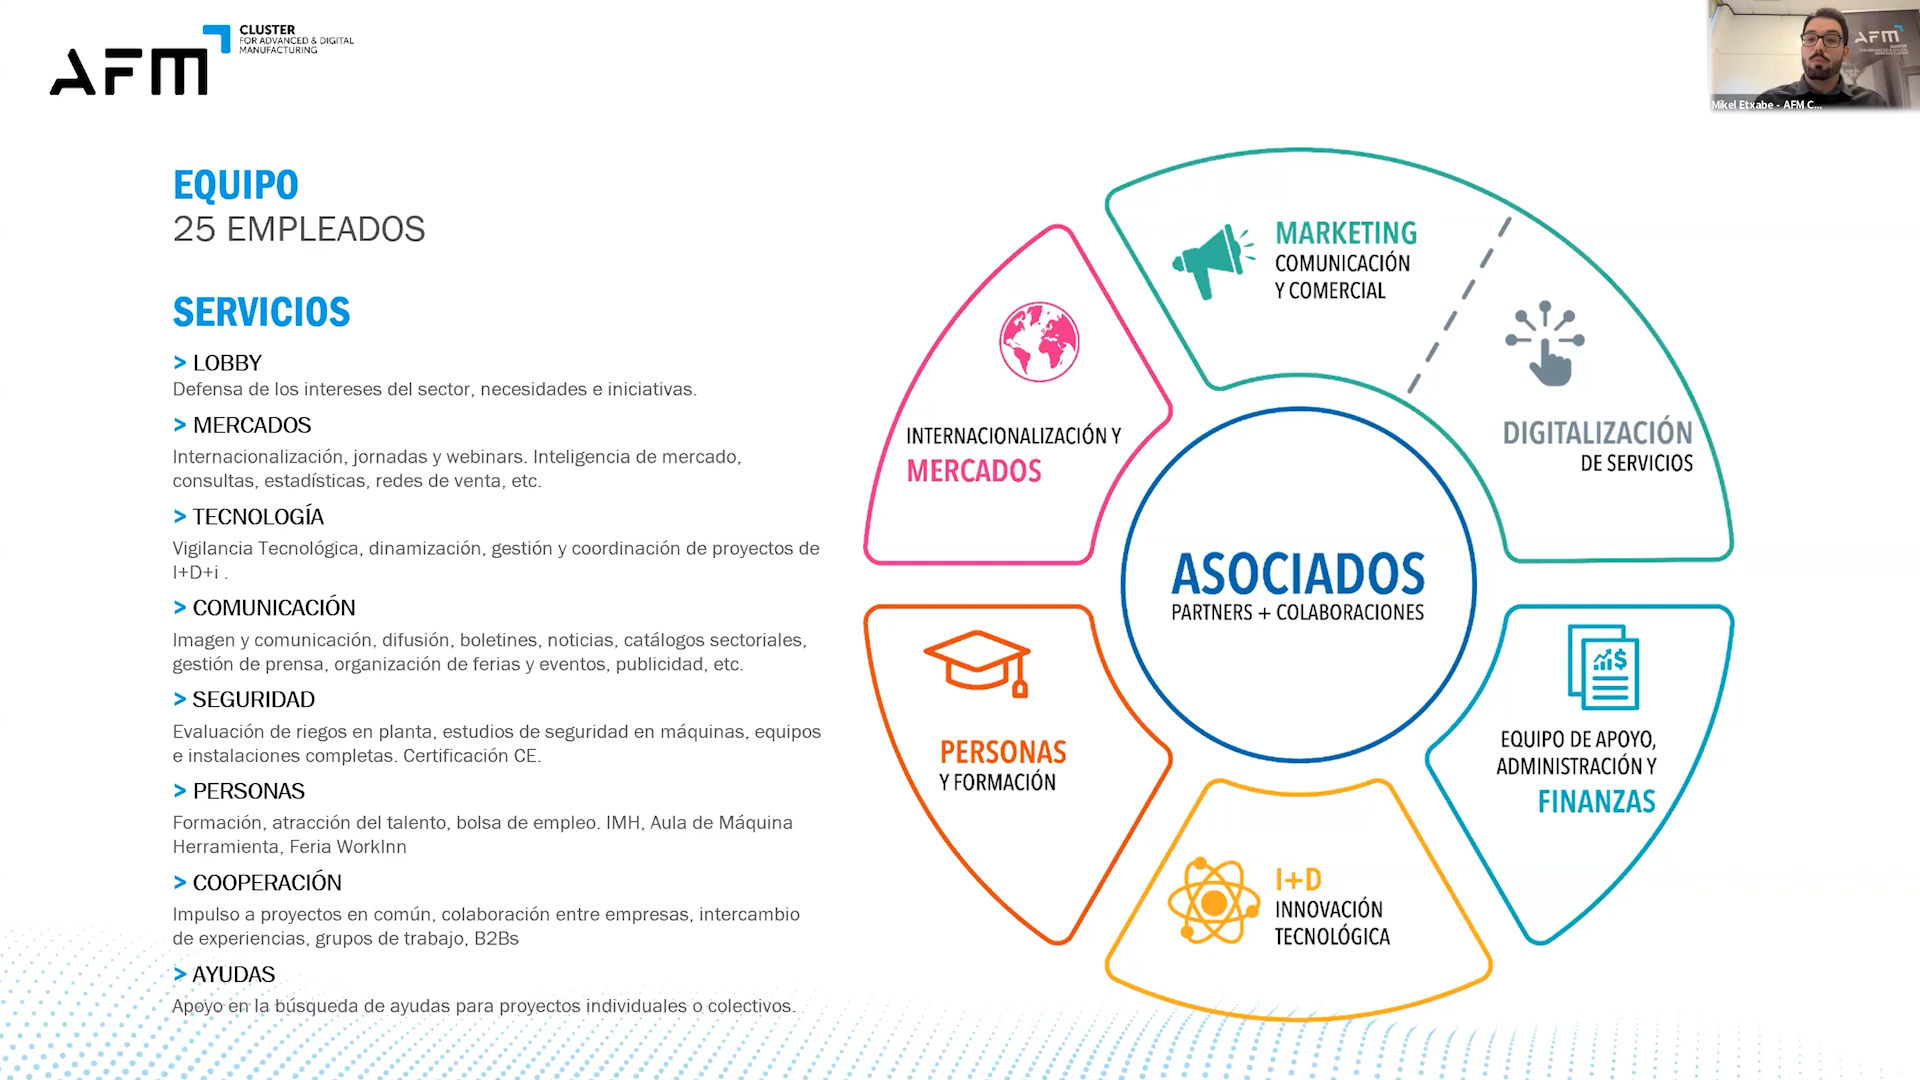 AFM
CLUSTER
FOR ADVANCED & DIGITAL
MANUFACTURING
EQUIPO
25 EMPLEADOS
SERVICIOS
> LOBBY
Defensa de los intereses del sector, necesidades e iniciativas.
> MERCADOS
Internacionalización, jornadas y webinars. Inteligencia de mercado,
consultas, estadísticas, redes de venta, etc.
> TECNOLOGÍA
Vigilancia Tecnológica, dinamización, gestión y coordinación de proyectos de
I+D+i .
> COMUNICACIÓN
Imagen y comunicación, difusión, boletines, noticias, catálogos sectoriales,
gestión de prensa, organización de ferias y eventos, publicidad, etc.
> SEGURIDAD
Evaluación de riegos en planta, estudios de seguridad en máquinas, equipos
e instalaciones completas. Certificación CE.
> PERSONAS
Formación, atracción del talento, bolsa de empleo. IMH, Aula de Máquina
Herramienta, Feria WorkInn
> COOPERACIÓN
Impulso a proyectos en común, colaboración entre empresas, intercambio
de experiencias, grupos de trabajo, B2Bs
> AYUDAS
Apoyo en la búsqueda de ayudas para proyectos individuales o colectivos.
MARKETING
COMUNICACIÓN
Y COMERCIAL
DIGITALIZACIÓN
DE SERVICIOS
INTERNACIONALIZACIÓN Y
MERCADOS
ASOCIADOS
PARTNERS + COLABORACIONES
PERSONAS
Y FORMACIÓN
I+D
INNOVACIÓN
TECNOLÓGICA
$
EQUIPO DE APOYO,
ADMINISTRACIÓN Y
FINANZAS
AFM
Mikel Etxabe - AFM C...